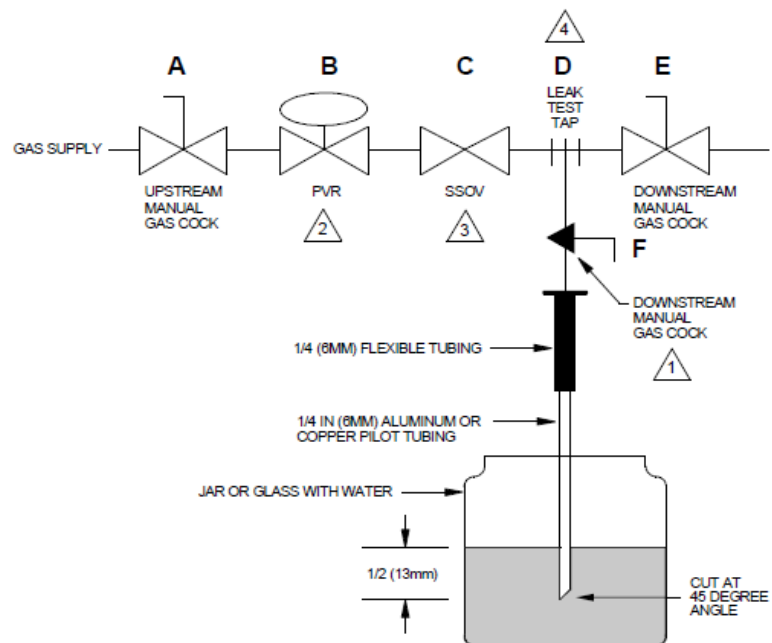 4
A B C D E
LEAK
TEST
TAP
GAS SUPPLY
UPSTREAM
MANUAL
GAS COCK
PVR
2
SSOV
3
DOWNSTREAM
MANUAL
GAS COCK
F
DOWNSTREAM
MANUAL
GAS COCK
1
1/4 (6MM) FLEXIBLE TUBING
1/4 IN (6MM) ALUMINUM OR
COPPER PILOT TUBING
JAR OR GLASS WITH WATER
1/2 (13mm)
CUT AT
45 DEGREE
ANGLE